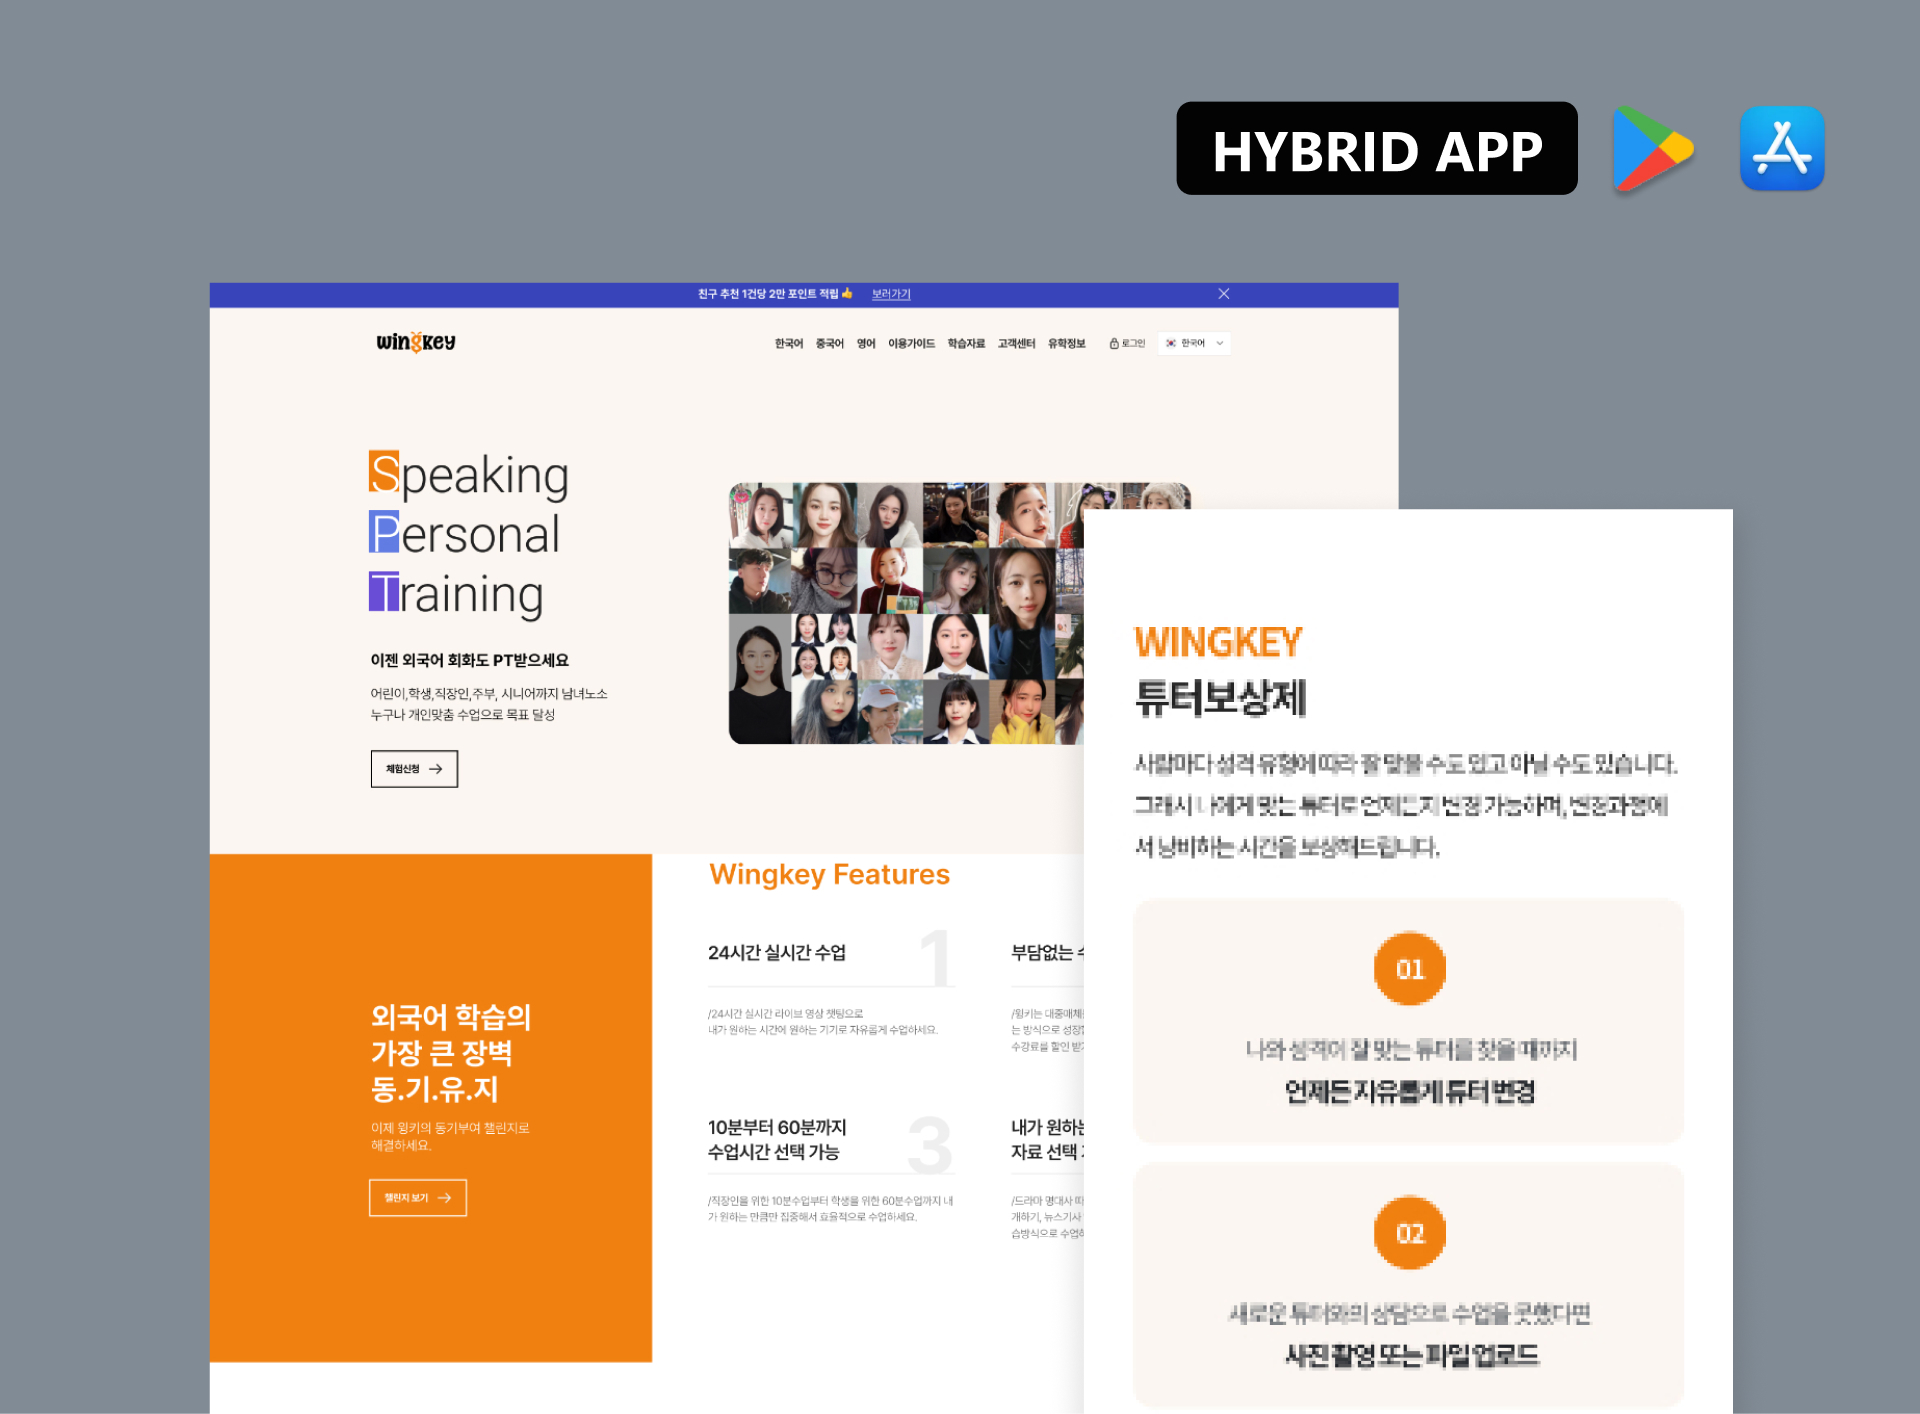 HYBRID APP
친구 추천 1건당 2만 포인트 적립👍 보러가기
wingkey
한국어 중국어 영어 이용가이드 학습자료 고객센터 유학정보 로그인 한국어
Speaking
Personal
Training
이젠 외국어 회화도 PT받으세요
어린이,학생,직장인,주부, 시니어까지 남녀노소
누구나 개인맞춤 수업으로 목표 달성
체험신청
외국어 학습의
가장 큰 장벽
동.기.유.지
이제 윙키의 동기부여 챌린지로
해결하세요.
챌린지 보기
Wingkey Features
24시간 실시간 수업
1
/24시간 실시간 라이브 영상 챗팅으로
내가 원하는 시간에 원하는 기기로 자유롭게 수업하세요.
부담없는
/윙키는 대중매체
는 방식으로 성장
수강료를 할인 받
10분부터 60분까지
수업시간 선택 가능
3
/직장인을 위한 10분수업부터 학생을 위한 60분수업까지 내
가 원하는 만큼만 집중해서 효율적으로 수업하세요.
내가 원하는
자료 선택
/드라마 명대사 따
개하기, 뉴스기사
습방식으로 수업하
WINGKEY
튜터보상제
사람마다 성격 유형에 따라 잘 맞을 수도 있고 아닐 수도 있습니다.
그래서 나에게 맞는 튜터로 언제든지 변경 가능하며, 변경과정에
서 낭비하는 시간을 보상해드립니다.
01
나와 성격이 잘 맞는 튜터를 찾을 때까지
언제든 자유롭게 튜터 변경
02
새로운 튜터와의 상담으로 수업을 못했다면
사진 촬영 또는 파일 업로드